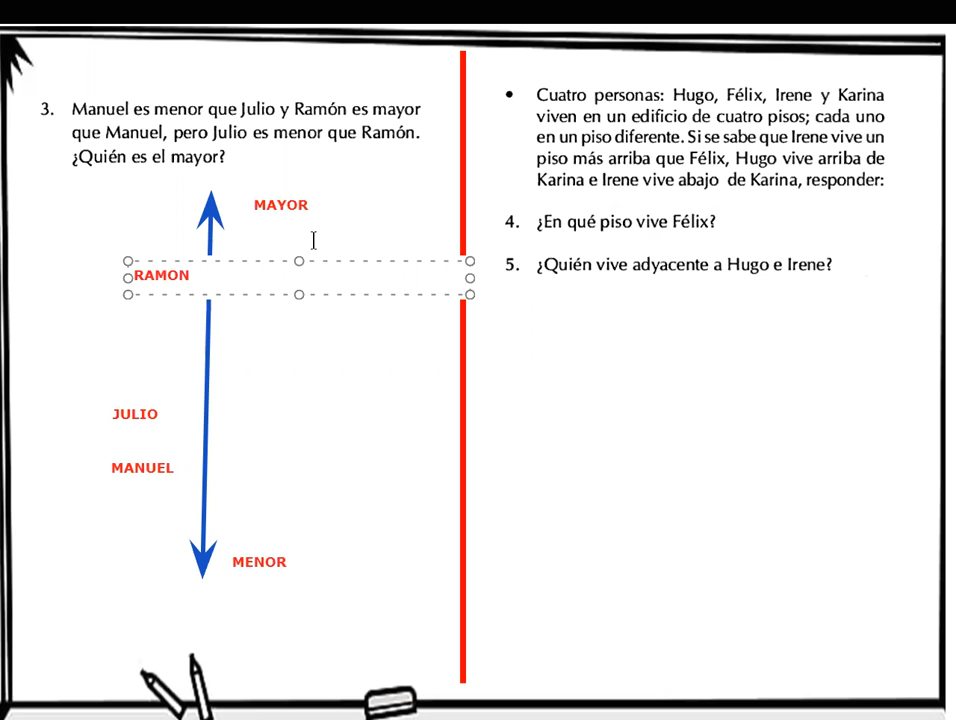 3. Manuel es menor que Julio y Ramón es mayor
que Manuel, pero Julio es menor que Ramón.
¿Quién es el mayor?
MAYOR
RAMON
JULIO
MANUEL
MENOR
• Cuatro personas: Hugo, Félix, Irene y Karina
viven en un edificio de cuatro pisos; cada uno
en un piso diferente. Si se sabe que Irene vive un
piso más arriba que Félix, Hugo vive arriba de
Karina e Irene vive abajo de Karina, responder:
4. ¿En qué piso vive Félix?
5. ¿Quién vive adyacente a Hugo e Irene?